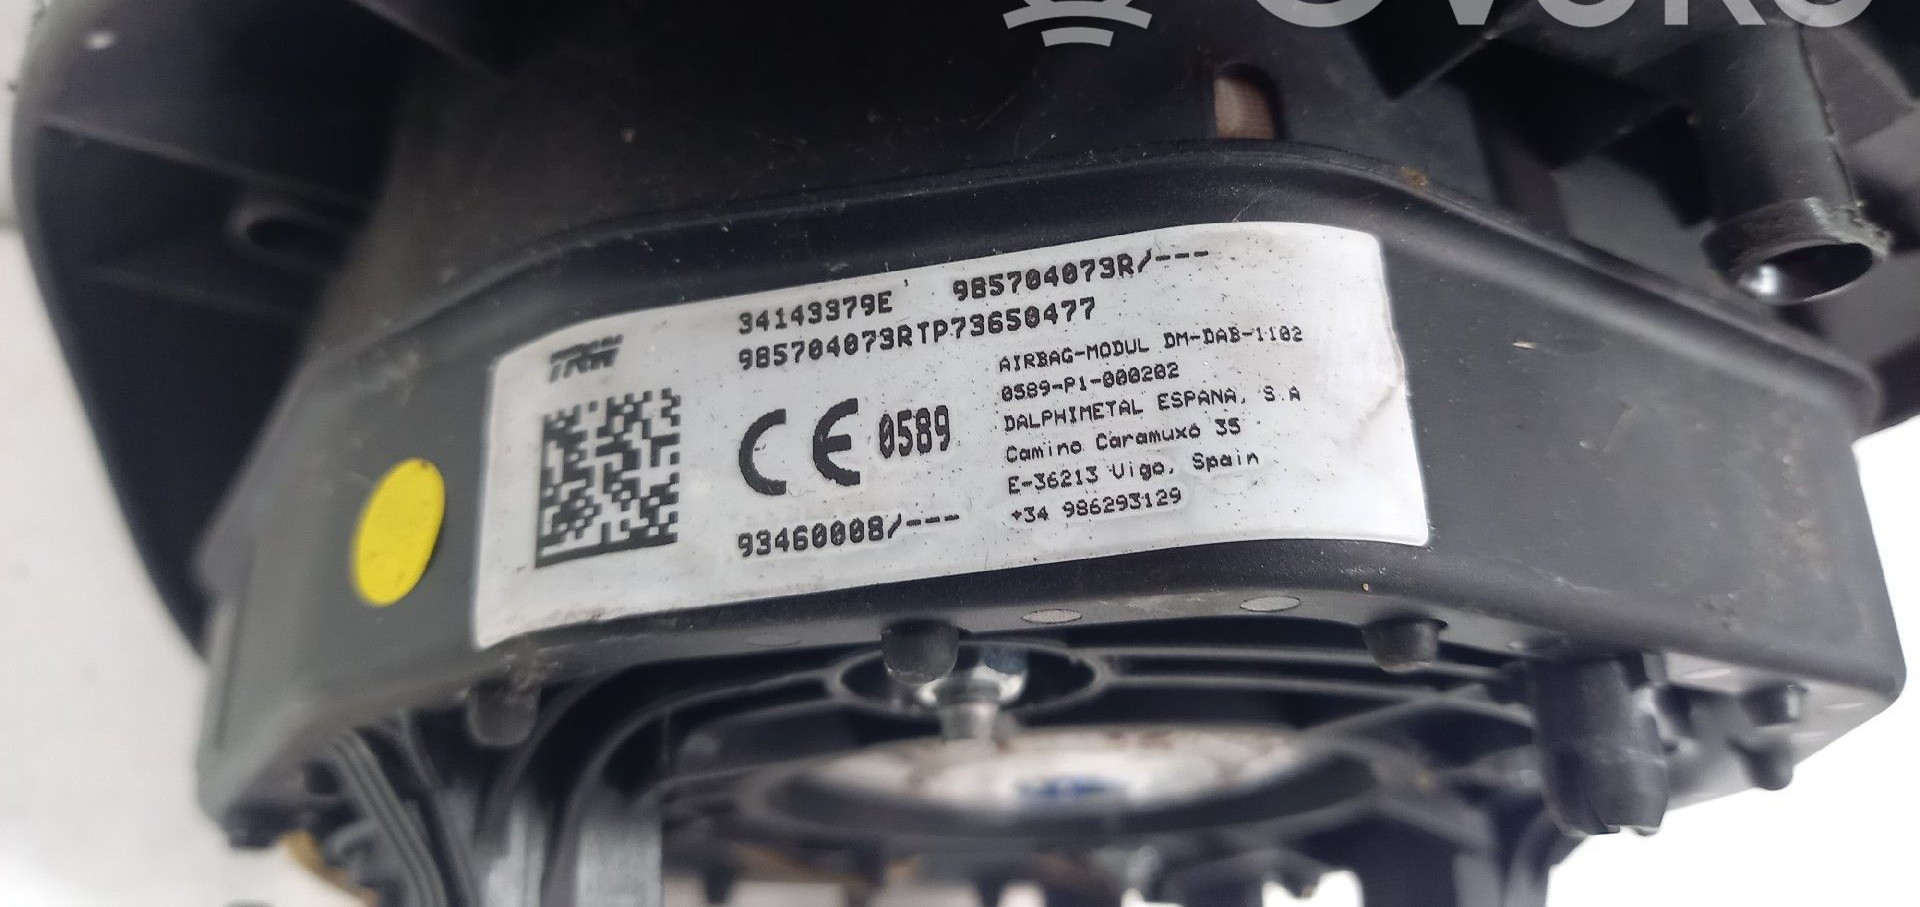 34143379E 985704073R/---
985704073RTP73650477
TRW
AIRBAG-MODUL DM-DAB-1102
0589-P1-000202
DALPHIMETAL ESPANA, S.A
Camino Caramuxo 35
E-36213 Vigo, Spain
+34 986293129
CE 0589
93460008/---